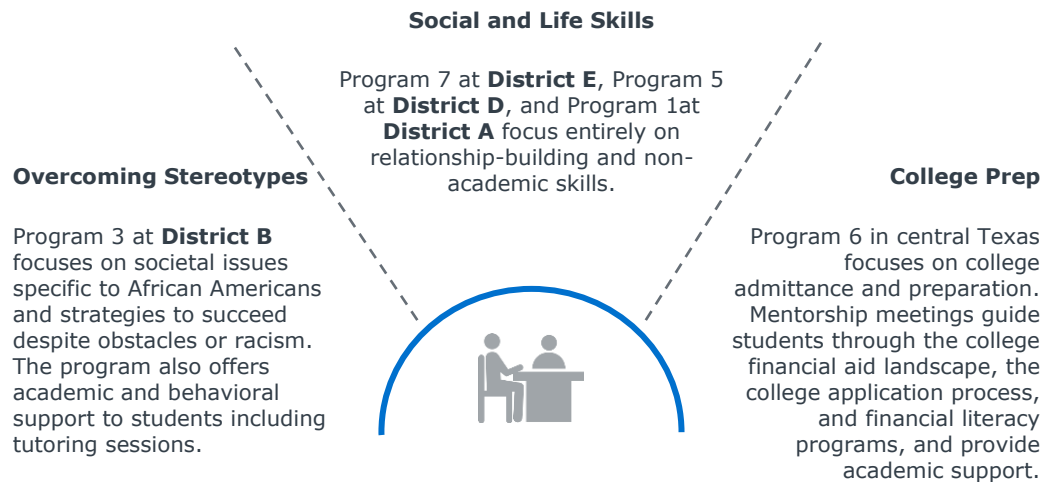 Social and Life Skills
Program 7 at District E, Program 5
at District D, and Program 1at
District A focus entirely on
relationship-building and non-
academic skills.
Overcoming Stereotypes
Program 3 at District B
focuses on societal issues
specific to African Americans
and strategies to succeed
despite obstacles or racism.
The program also offers
academic and behavioral
support to students including
tutoring sessions.
College Prep
Program 6 in central Texas
focuses on college
admittance and preparation.
Mentorship meetings guide
students through the college
financial aid landscape, the
college application process,
and financial literacy
programs, and provide
academic support.